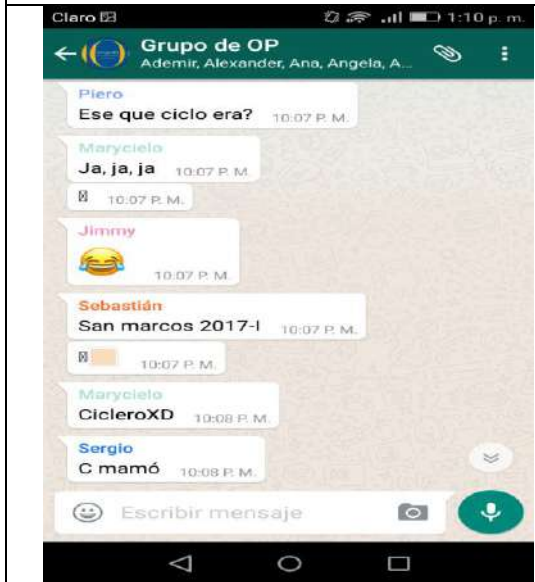 Claro
1:10 p. m.
Grupo de OP
Ademir, Alexander, Ana, Angela, A...
Piero
Ese que ciclo era? 10:07 P. M.
Marycielo
Ja, ja, ja 10:07 P. M.
10:07 P. M.
Jimmy
10:07 P. M.
Sebastián
San marcos 2017-I 10:07 P. M.
10:07 P. M.
Marycielo
CicleroXD 10:08 P. M.
Sergio
C mamó 10:08 P. M.
Escribir mensaje